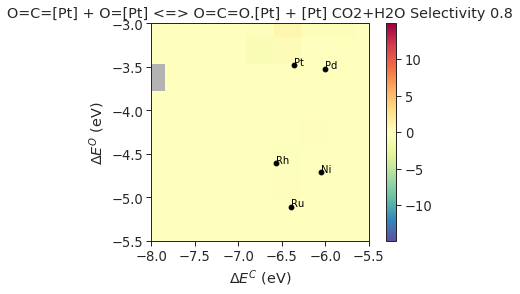 O=C=[Pt] + O=[Pt] <=> O=C=O.[Pt] + [Pt] CO2+H2O Selectivity 0.8
−3.0
−3.5
−4.0
−4.5
−5.0
−5.5
ΔE^O (eV)
Pt
Pd
Rh
Ni
Ru
−8.0 −7.5 −7.0 −6.5 −6.0 −5.5
ΔE^C (eV)
10
5
0
−5
−10